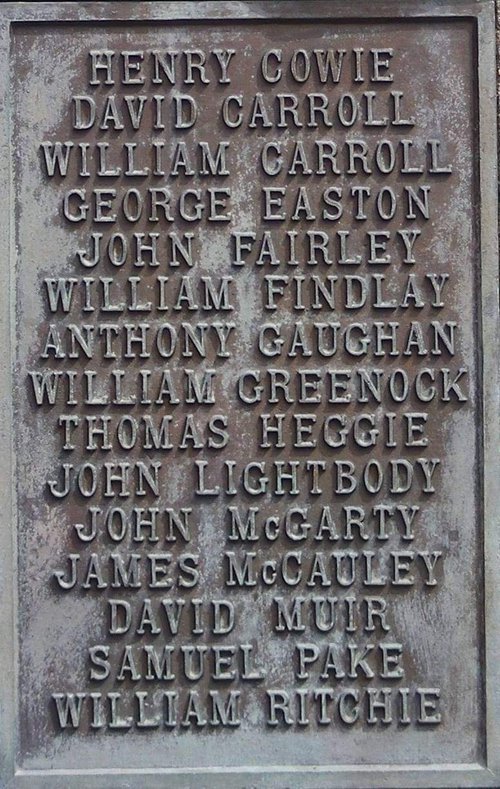 HENRY COWIE
DAVID CARROLL
WILLIAM CARROLL
GEORGE EASTON
JOHN FAIRLEY
WILLIAM FINDLAY
ANTHONY GAUGHAN
WILLIAM GREENOCK
THOMAS HEGGIE
JOHN LIGHTBODY
JOHN McGARTY
JAMES McCAULEY
DAVID MUIR
SAMUEL PAKE
WILLIAM RITCHIE